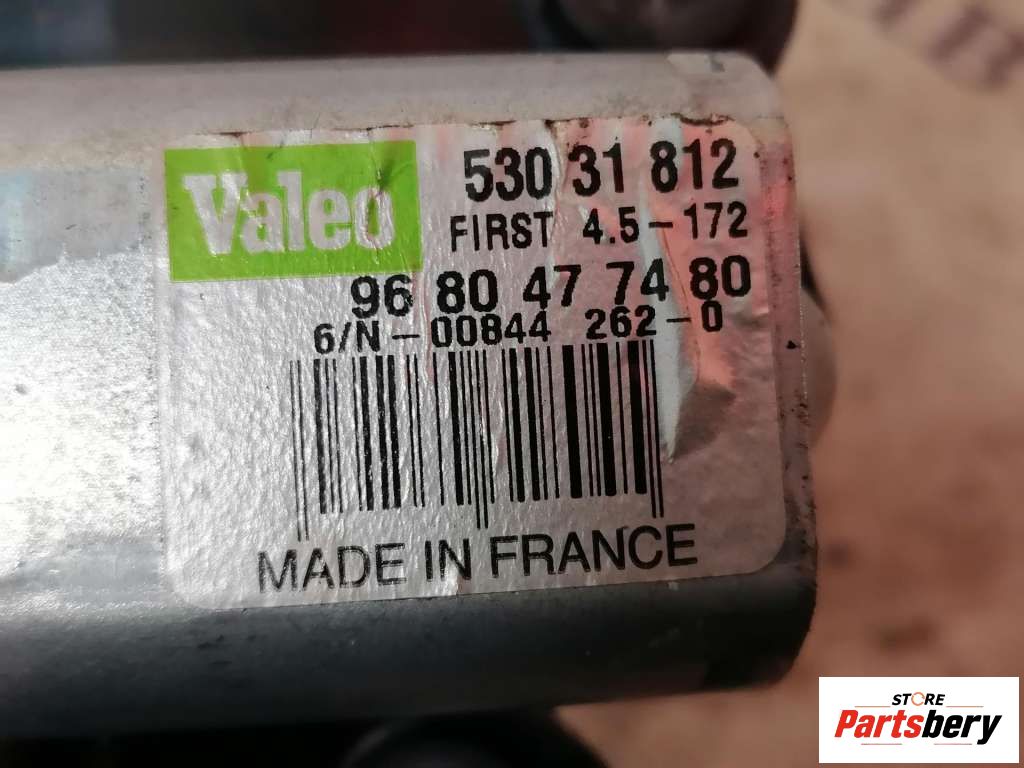 Valeo
530 31 812
FIRST 4.5-172
96 80 47 74 80
6/N-00844 262-0
MADE IN FRANCE
STORE
Partsbery